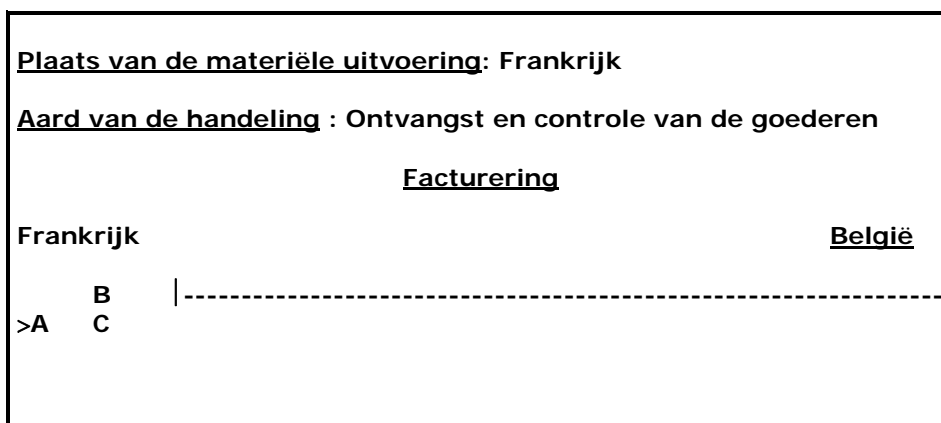 Plaats van de materiële uitvoering: Frankrijk
Aard van de handeling : Ontvangst en controle van de goederen
Facturering
Frankrijk België
B |------------------------------------------------------------------
>A C